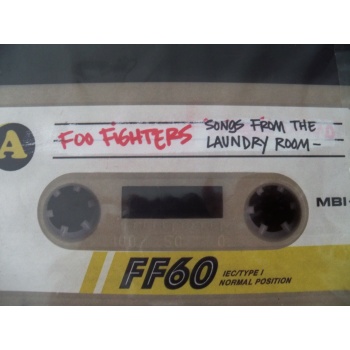 A
FOO FIGHTERS
SONGS FROM THE
LAUNDRY ROOM-
MBI-
FF60
IEC/TYPE I
NORMAL POSITION